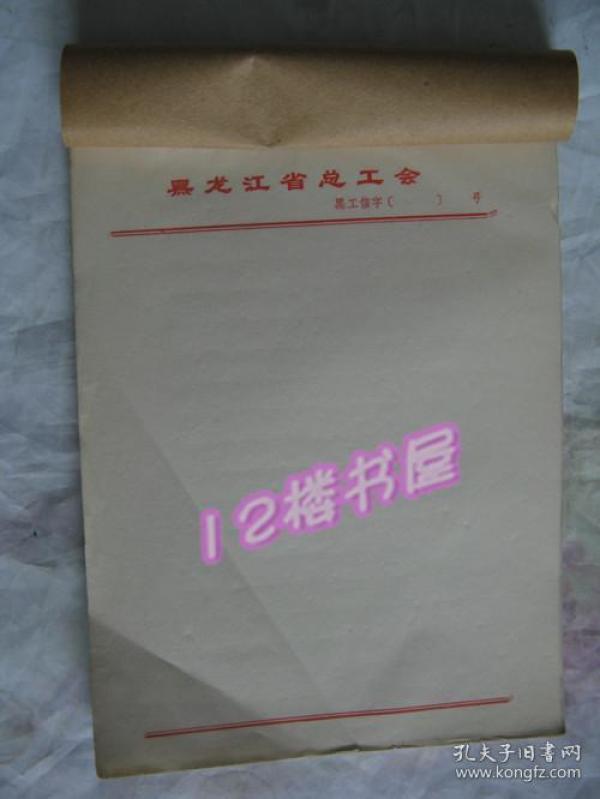 黑龙江省总工会
黑工信字〔　　〕　号
12楼书屋
孔夫子旧书网
www.kongfz.com